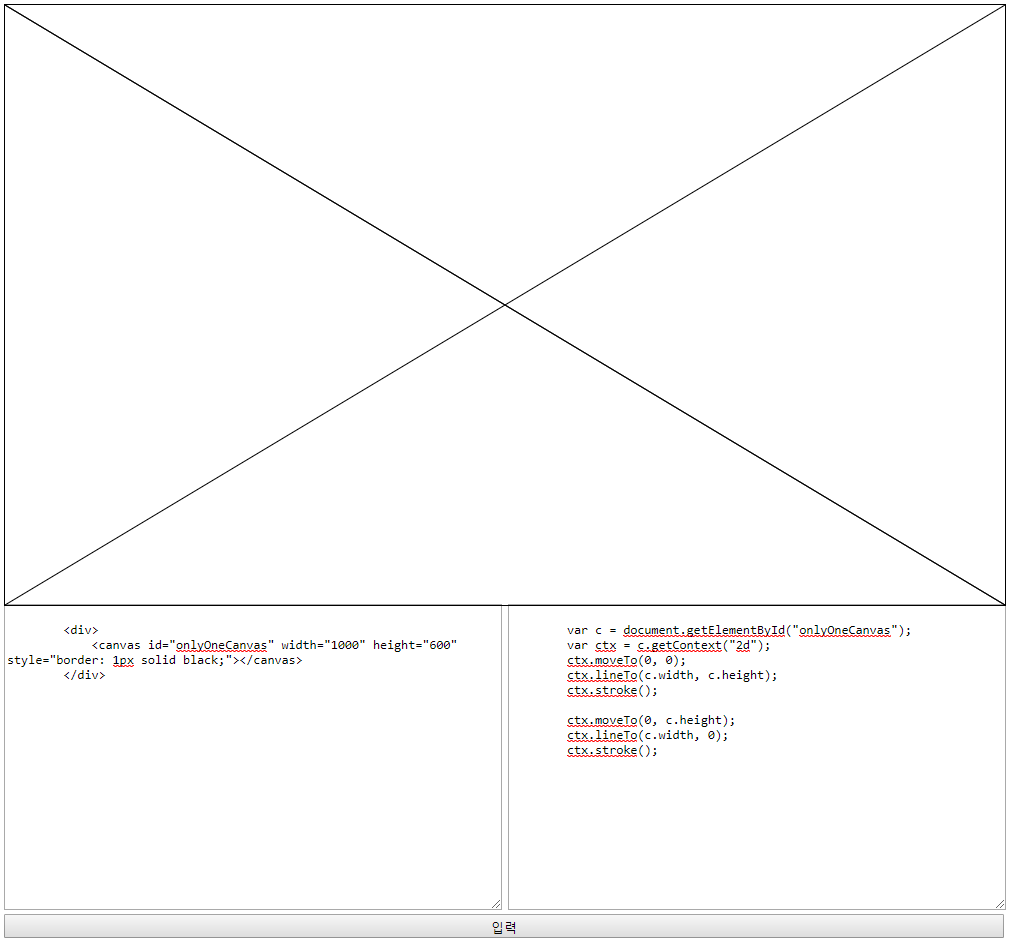 <div>
<canvas id="onlyOneCanvas" width="1000" height="600"
style="border: 1px solid black;"></canvas>
</div>
var c = document.getElementById("onlyOneCanvas");
var ctx = c.getContext("2d");
ctx.moveTo(0, 0);
ctx.lineTo(c.width, c.height);
ctx.stroke();
ctx.moveTo(0, c.height);
ctx.lineTo(c.width, 0);
ctx.stroke();
입력